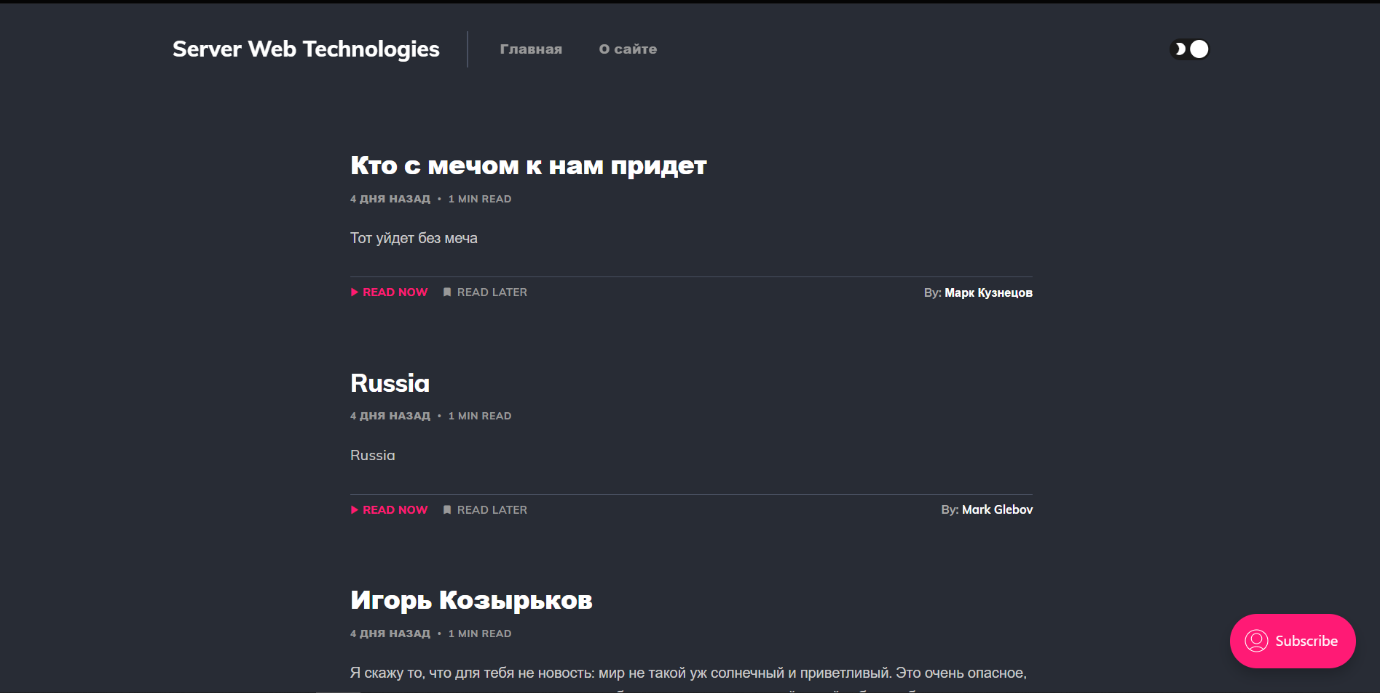 Server Web Technologies
Главная
О сайте
Кто с мечом к нам придет
4 ДНЯ НАЗАД • 1 MIN READ
Тот уйдет без меча
READ NOW
READ LATER
By: Марк Кузнецов
Russia
4 ДНЯ НАЗАД • 1 MIN READ
Russia
READ NOW
READ LATER
By: Mark Glebov
Игорь Козырьков
4 ДНЯ НАЗАД • 1 MIN READ
Я скажу то, что для тебя не новость: мир не такой уж солнечный и приветливый. Это очень опасное,
Subscribe